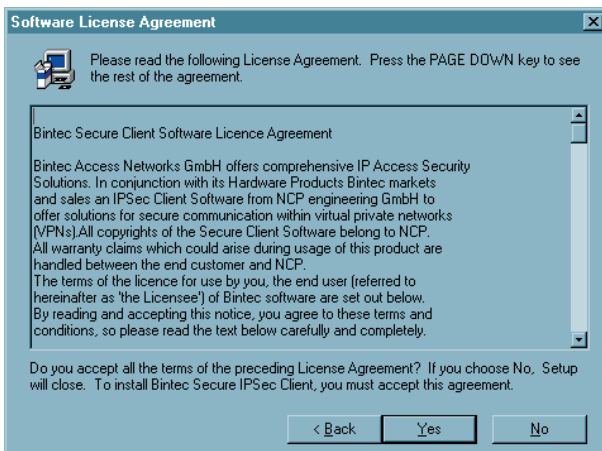 Software License Agreement
Please read the following License Agreement. Press the PAGE DOWN key to see
the rest of the agreement.
Bintec Secure Client Software Licence Agreement
Bintec Access Networks GmbH offers comprehensive IP Access Security
Solutions. In conjunction with its Hardware Products Bintec markets
and sales an IPSec Client Software from NCP engineering GmbH to
offer solutions for secure communication within virtual private networks
(VPNs).All copyrights of the Secure Client Software belong to NCP.
All warranty claims which could arise during usage of this product are
handled between the end customer and NCP.
The terms of the licence for use by you, the end user (referred to
hereinafter as 'the Licensee') of Bintec software are set out below.
By reading and accepting this notice, you agree to these terms and
conditions, so please read the text below carefully and completely.
Do you accept all the terms of the preceding License Agreement? If you choose No, Setup
will close. To install Bintec Secure IPSec Client, you must accept this agreement.
< Back Yes No